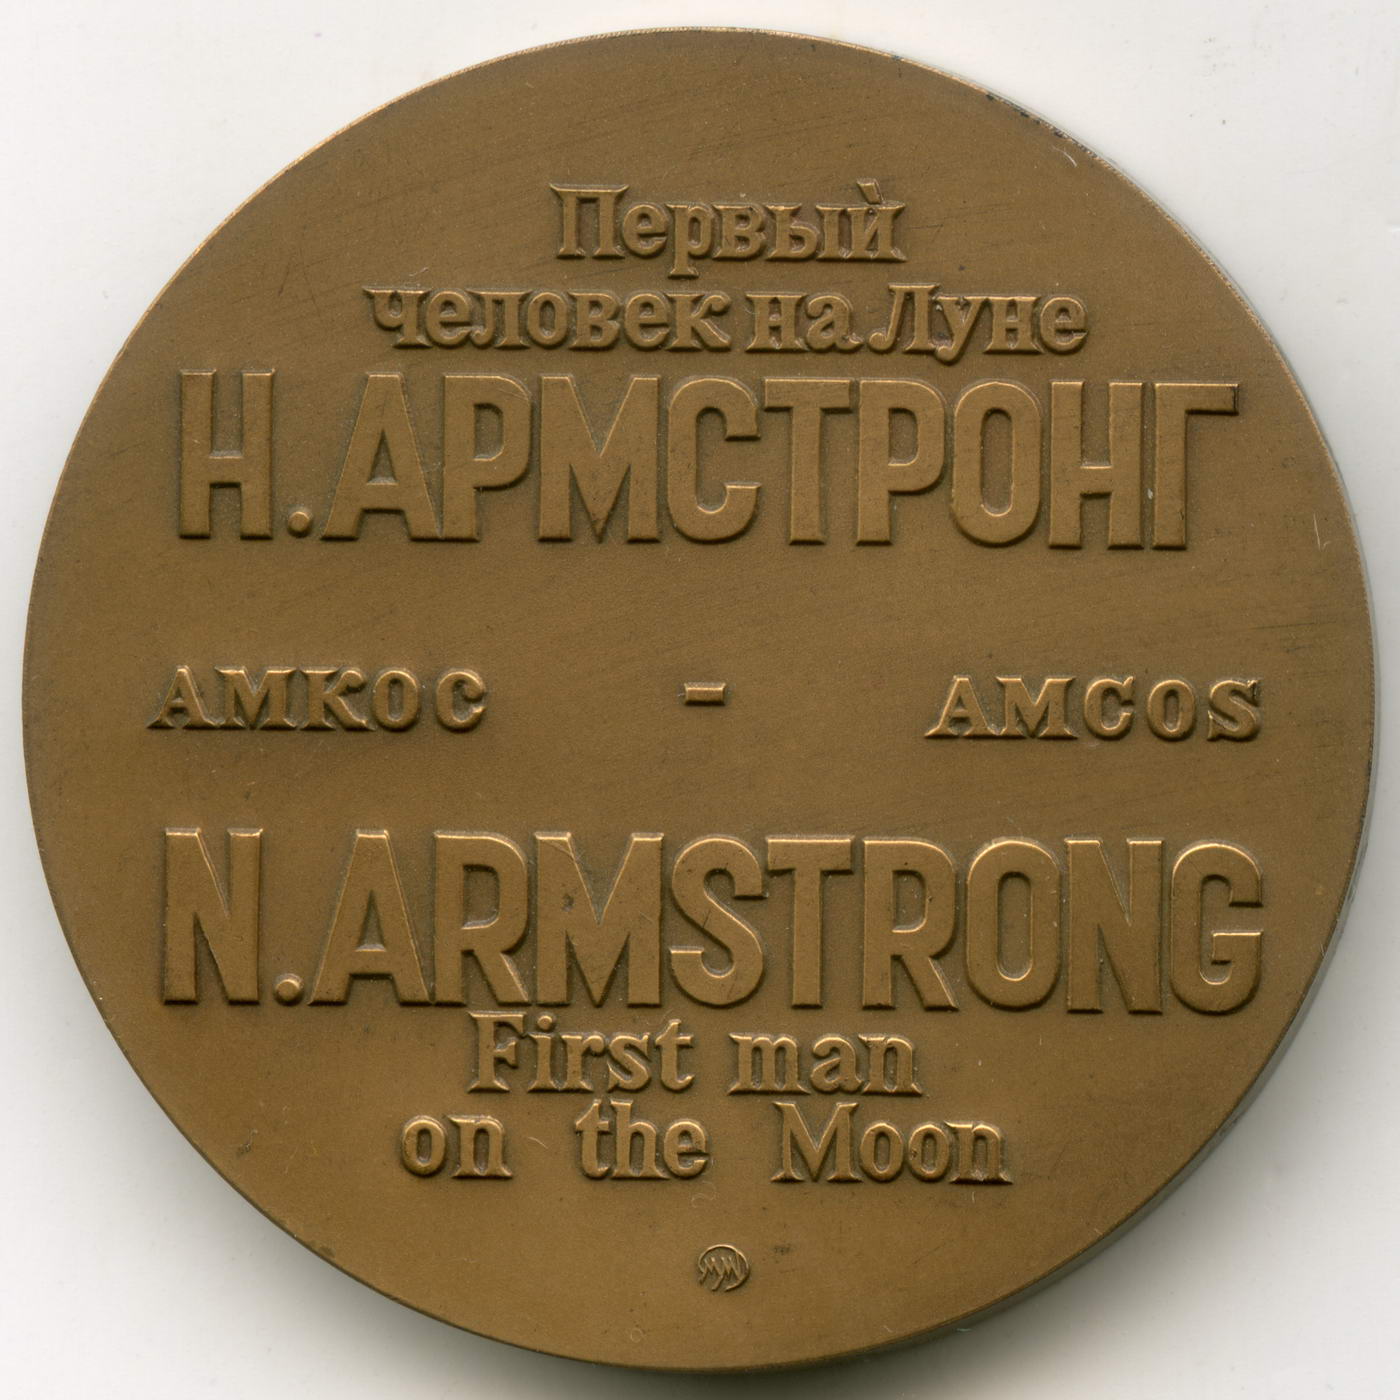 Первый
человек на Луне
Н.АРМСТРОНГ
АМКОС - AMCOS
N.ARMSTRONG
First man
on the Moon